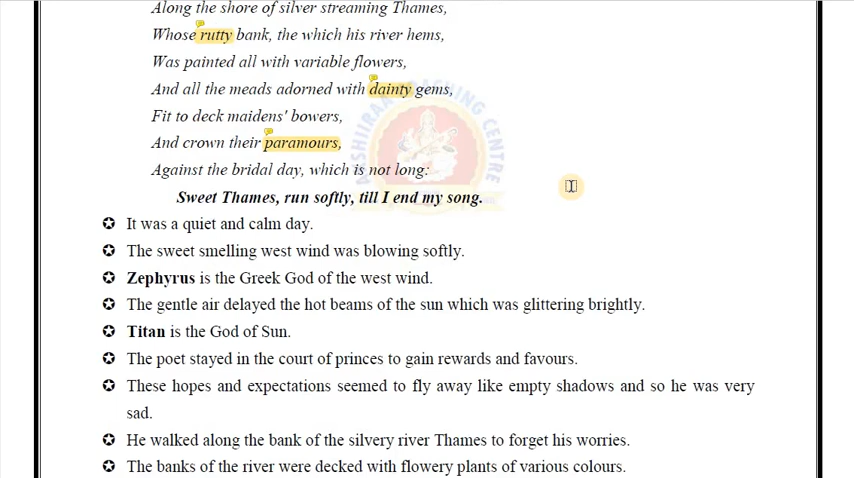 Along the shore of silver streaming Thames,
Whose rutty bank, the which his river hems,
Was painted all with variable flowers,
And all the meads adorned with dainty gems,
Fit to deck maidens' bowers,
And crown their paramours,
Against the bridal day, which is not long:
Sweet Thames, run softly, till I end my song.
It was a quiet and calm day.
The sweet smelling west wind was blowing softly.
Zephyrus is the Greek God of the west wind.
The gentle air delayed the hot beams of the sun which was glittering brightly.
Titan is the God of Sun.
The poet stayed in the court of princes to gain rewards and favours.
These hopes and expectations seemed to fly away like empty shadows and so he was very
sad.
He walked along the bank of the silvery river Thames to forget his worries.
The banks of the river were decked with flowery plants of various colours.